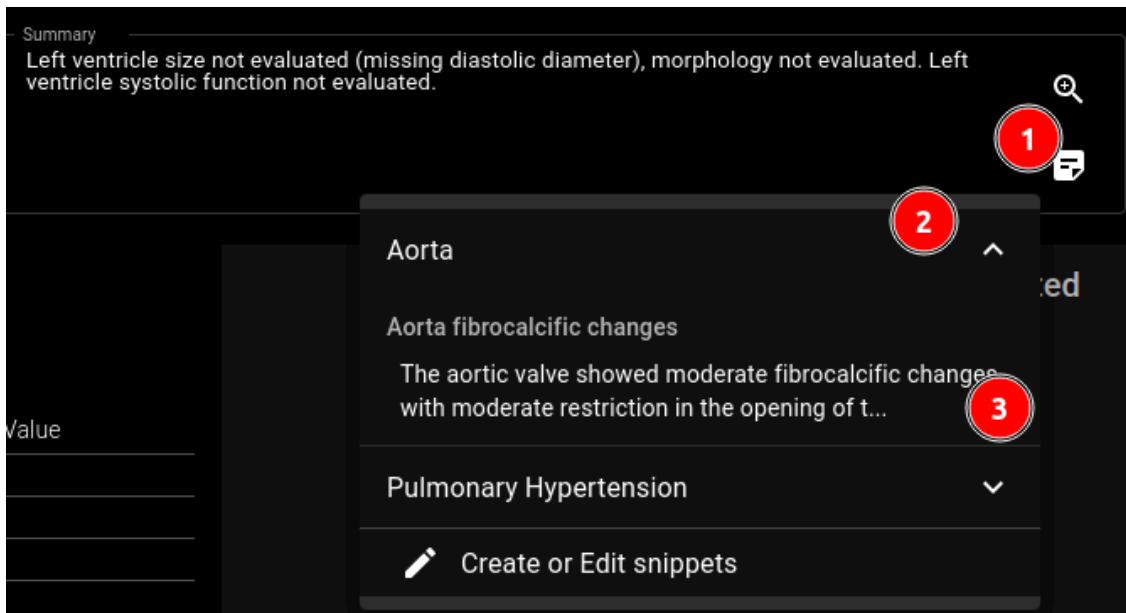 Summary
Left ventricle size not evaluated (missing diastolic diameter), morphology not evaluated. Left
ventricle systolic function not evaluated.
1
2
Aorta
Aorta fibrocalcific changes
The aortic valve showed moderate fibrocalcific changes
with moderate restriction in the opening of t...
3
Value
Pulmonary Hypertension
Create or Edit snippets